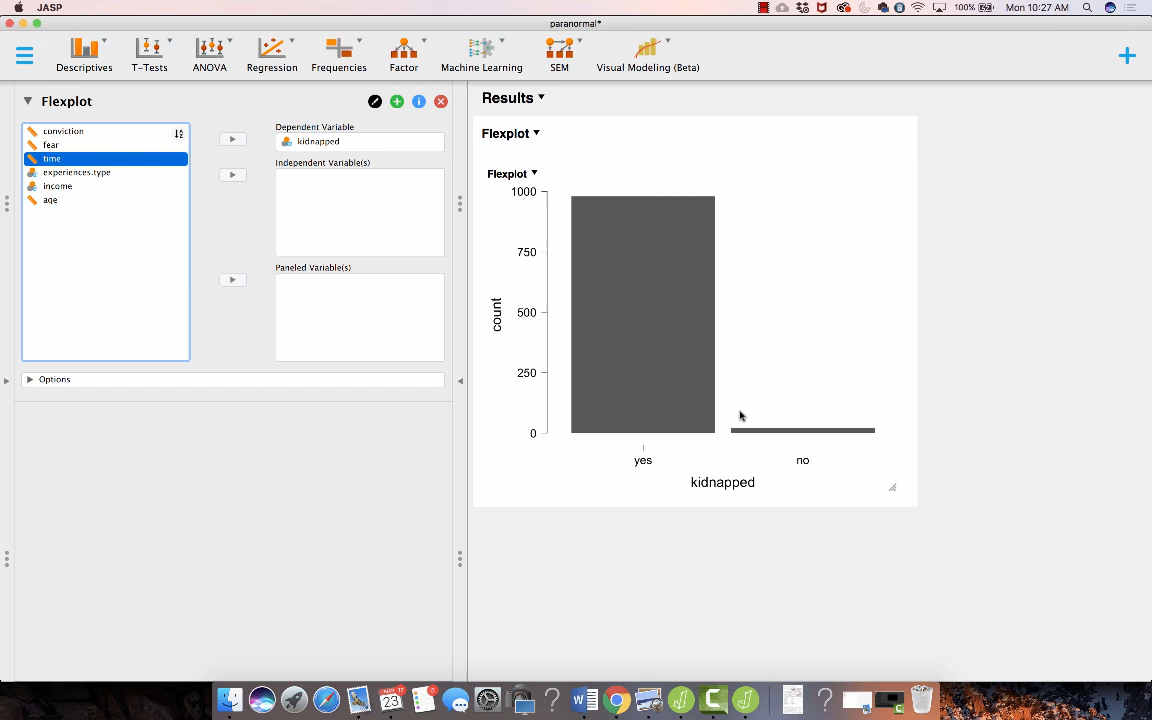 JASP
100%
Mon 10:27 AM
paranormal*
Descriptives
T-Tests
ANOVA
Regression
Frequencies
Factor
Machine Learning
SEM
Visual Modeling (Beta)
Flexplot
conviction
fear
time
experiences.type
income
age
Dependent Variable
kidnapped
Independent Variable(s)
Paneled Variable(s)
Options
Results
Flexplot
Flexplot
1000
750
500
250
0
count
yes
no
kidnapped